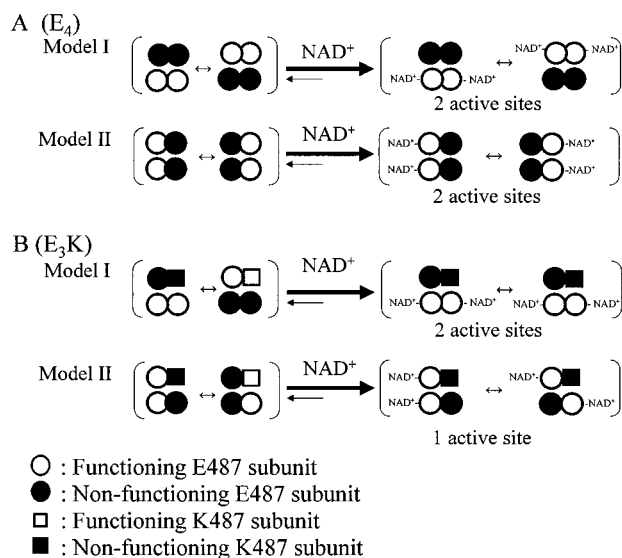 A (E₄)
Model I
NAD⁺
NAD⁺- -NAD⁺
NAD⁺- -NAD⁺
2 active sites
Model II
NAD⁺
NAD⁺- -NAD⁺
NAD⁺- -NAD⁺
2 active sites
B (E₃K)
Model I
NAD⁺
NAD⁺- -NAD⁺ NAD⁺- -NAD⁺
2 active sites
Model II
NAD⁺
NAD⁺- NAD⁺-
NAD⁺- -NAD⁺
1 active site
: Functioning E487 subunit
: Non-functioning E487 subunit
: Functioning K487 subunit
: Non-functioning K487 subunit